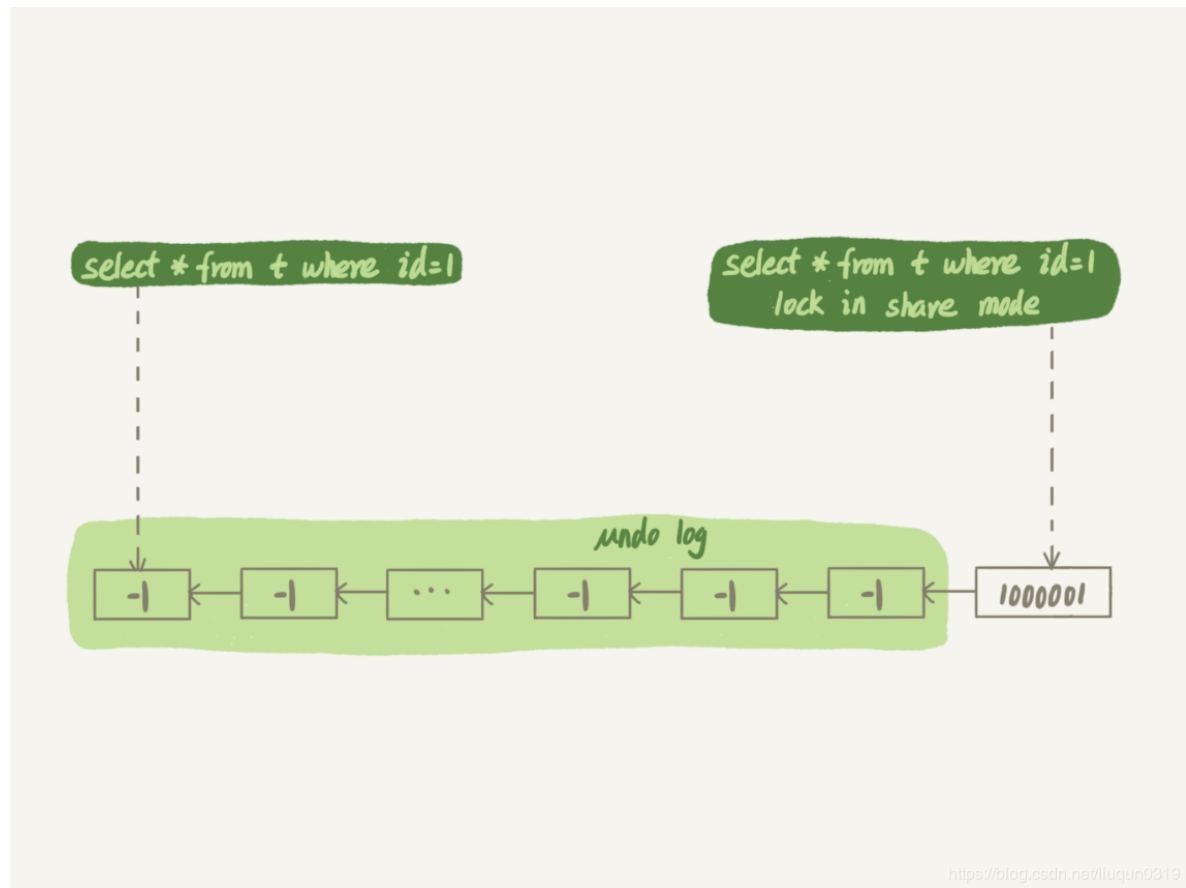 select * from t where id=1
select * from t where id=1
lock in share mode
undo log
-1
-1
...
-1
-1
-1
1000001
https://blog.csdn.net/liuqun0319